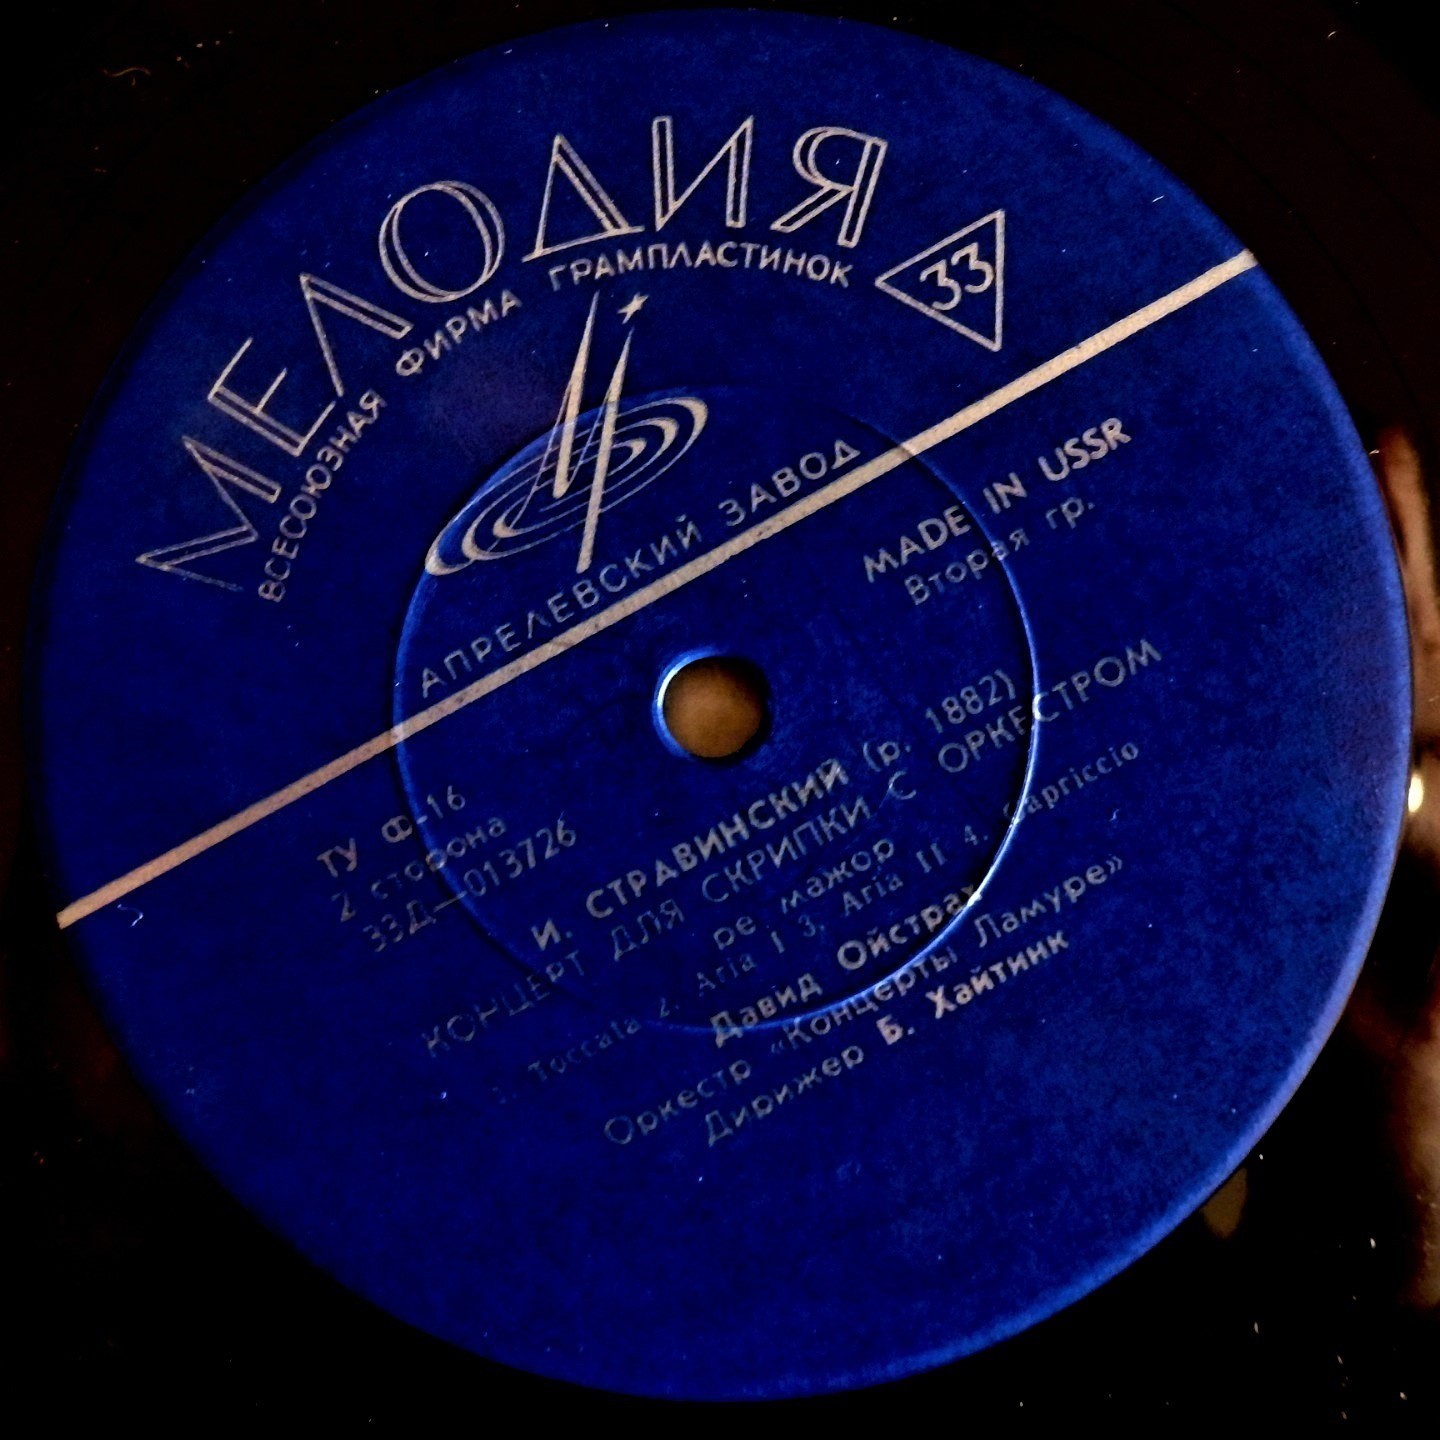 МЕЛОДИЯ
ВСЕСОЮЗНАЯ ФИРМА ГРАМПЛАСТИНОК
33
АПРЕЛЕВСКИЙ ЗАВОД
MADE IN USSR
Вторая гр.
ТУ Ф-16
2 сторона
33Д—013726
И. СТРАВИНСКИЙ (р. 1882)
КОНЦЕРТ ДЛЯ СКРИПКИ С ОРКЕСТРОМ
ре мажор
1. Toccata 2. Aria I 3. Aria II 4. Capriccio
Давид Ойстрах
Оркестр «Концерты Ламуре»
Дирижер Б. Хайтинк